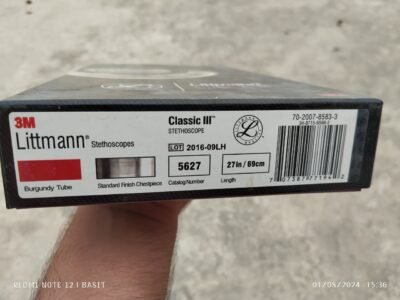 3M
Littmann® Stethoscopes
Classic III™
STETHOSCOPE
LOT 2016-09LH
5627
27in / 69cm
Burgundy Tube
Standard Finish Chestpiece
Catalog Number
Length
70-2007-8583-3
REDMI NOTE 12 | BASIT
01/08/2024 15:36